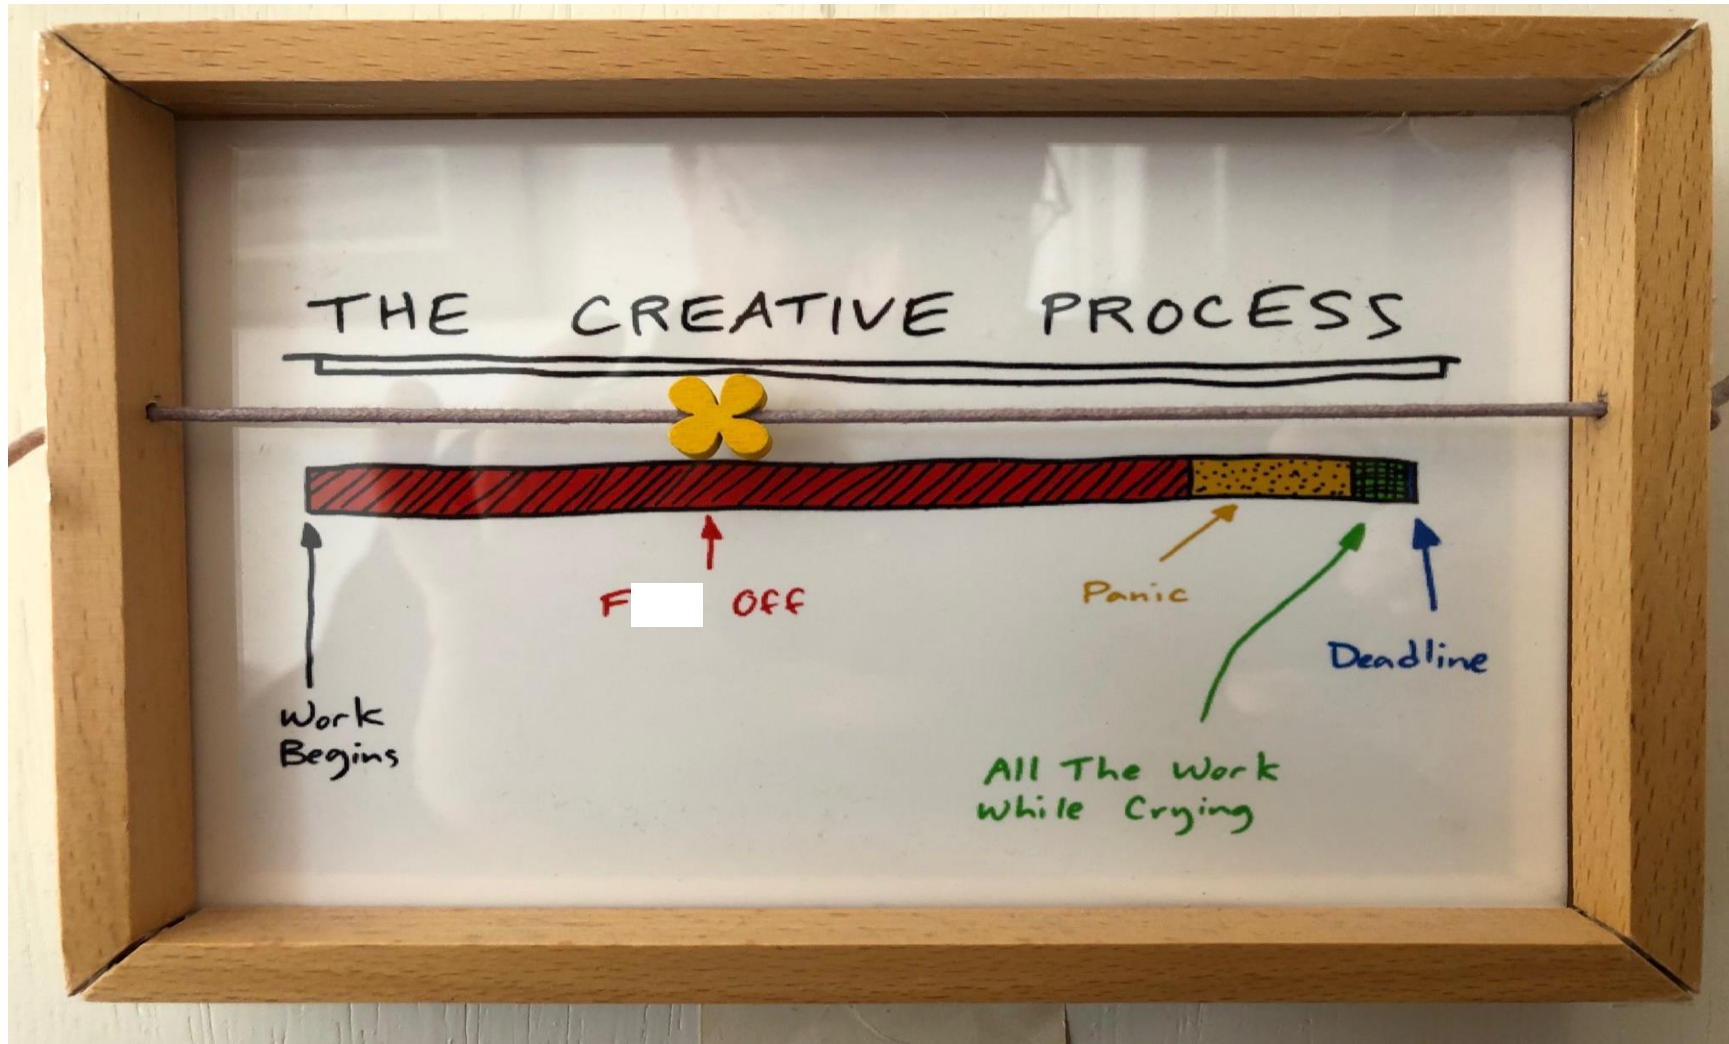 THE CREATIVE PROCESS
F Off
Panic
Deadline
Work
Begins
All The Work
While Crying